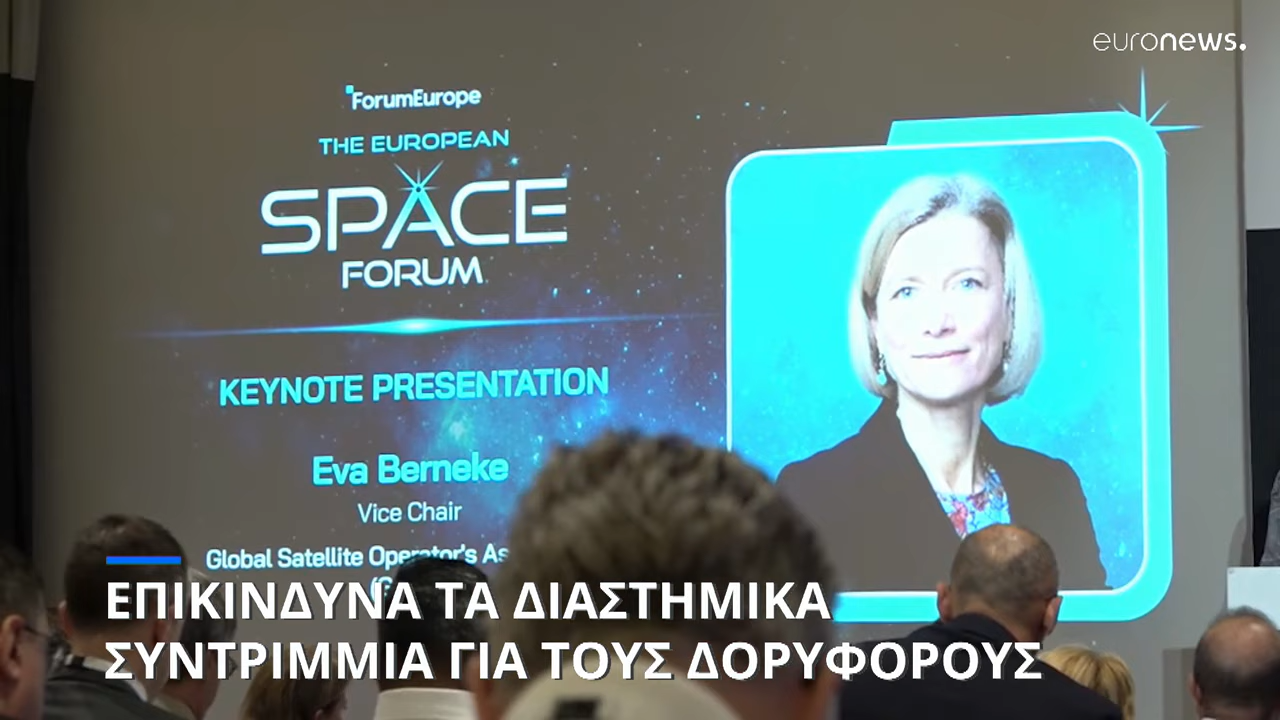 euronews.
ForumEurope
THE EUROPEAN
SPACE
FORUM
KEYNOTE PRESENTATION
Eva Berneke
Vice Chair
Global Satellite Operator's
ΕΠΙΚΙΝΔΥΝΑ ΤΑ ΔΙΑΣΤΗΜΙΚΑ
ΣΥΝΤΡΙΜΜΙΑ ΓΙΑ ΤΟΥΣ ΔΟΡΥΦΟΡΟΥΣ